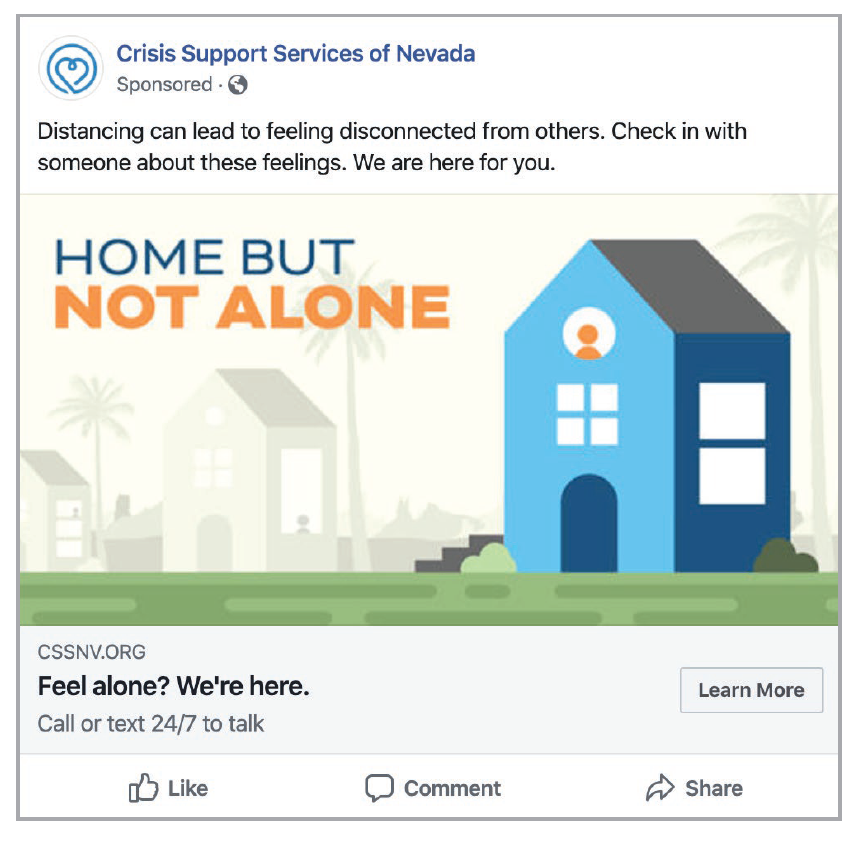 Crisis Support Services of Nevada
Sponsored ·
Distancing can lead to feeling disconnected from others. Check in with
someone about these feelings. We are here for you.
HOME BUT
NOT ALONE
CSSNV.ORG
Feel alone? We're here.
Learn More
Call or text 24/7 to talk
Like
Comment
Share